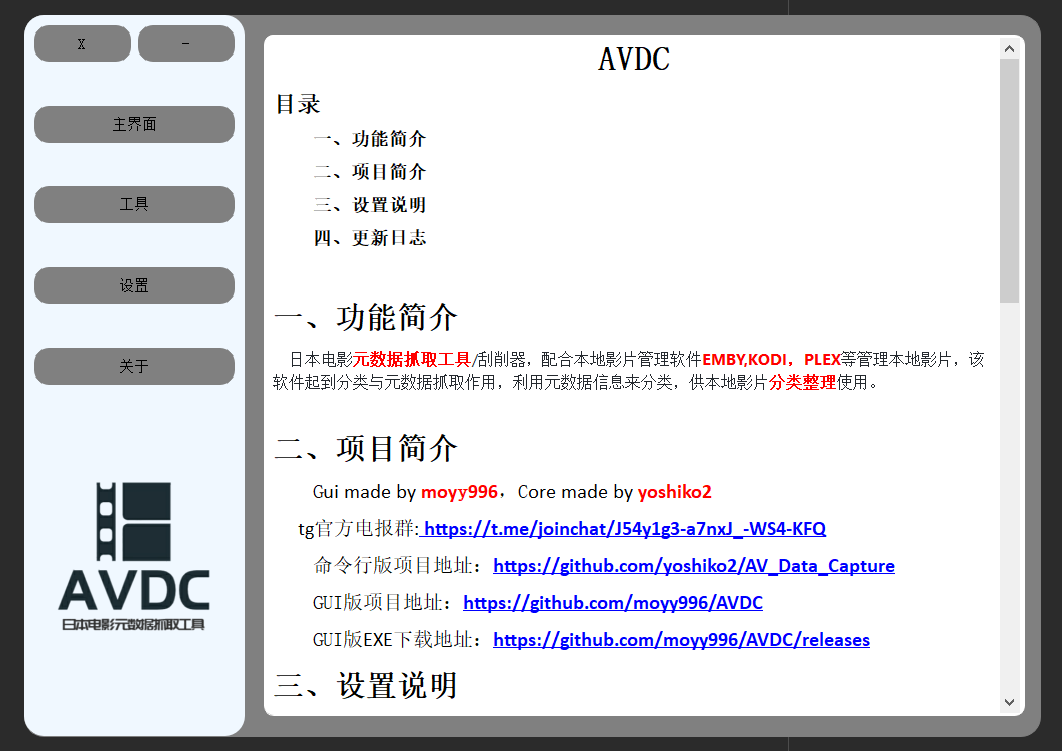 X
-
主界面
工具
设置
关于
AVDC
日本电影元数据抓取工具
AVDC
目录
一、功能简介
二、项目简介
三、设置说明
四、更新日志
一、功能简介
日本电影元数据抓取工具/刮削器，配合本地影片管理软件EMBY,KODI，PLEX等管理本地影片，该
软件起到分类与元数据抓取作用，利用元数据信息来分类，供本地影片分类整理使用。
二、项目简介
Gui made by moyy996，Core made by yoshiko2
tg官方电报群: https://t.me/joinchat/J54y1g3-a7nxJ_-WS4-KFQ
命令行版项目地址：https://github.com/yoshiko2/AV_Data_Capture
GUI版项目地址：https://github.com/moyy996/AVDC
GUI版EXE下载地址：https://github.com/moyy996/AVDC/releases
三、设置说明